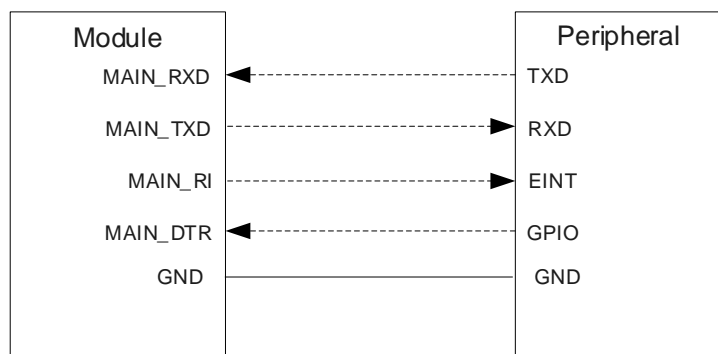 Module
Peripheral
MAIN_RXD
TXD
MAIN_TXD
RXD
MAIN_RI
EINT
MAIN_DTR
GPIO
GND
GND